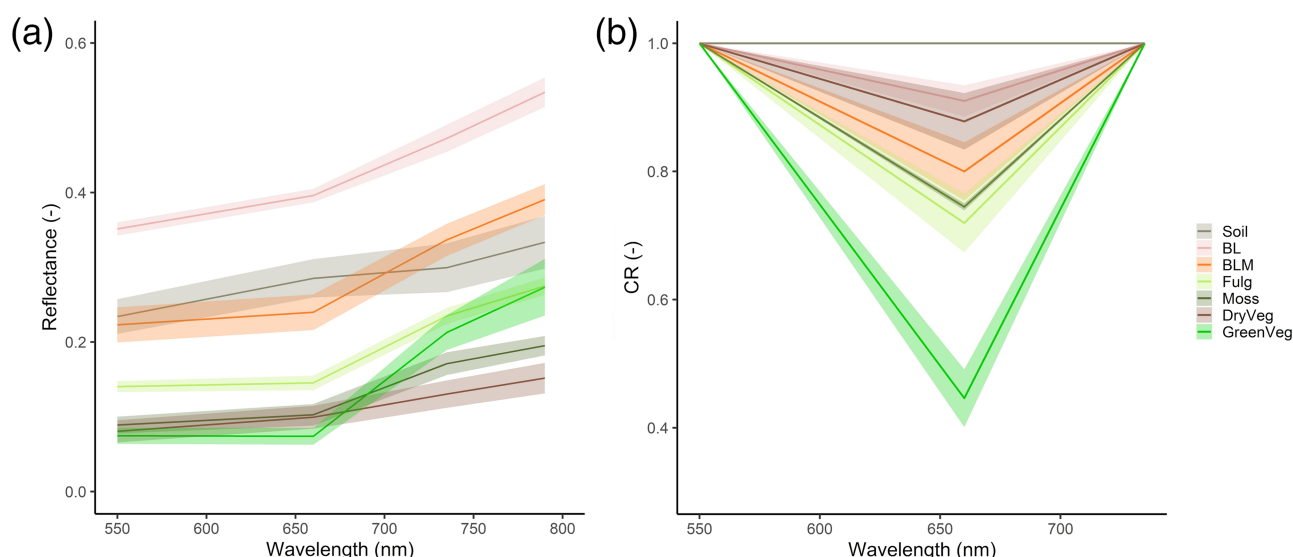 (a)
0.6
0.4
0.2
0.0
Reflectance (-)
550 600 650 700 750 800
Wavelength (nm)
(b)
1.0
0.8
0.6
0.4
CR (-)
550 600 650 700
Wavelength (nm)
Soil
BL
BLM
Fulg
Moss
DryVeg
GreenVeg